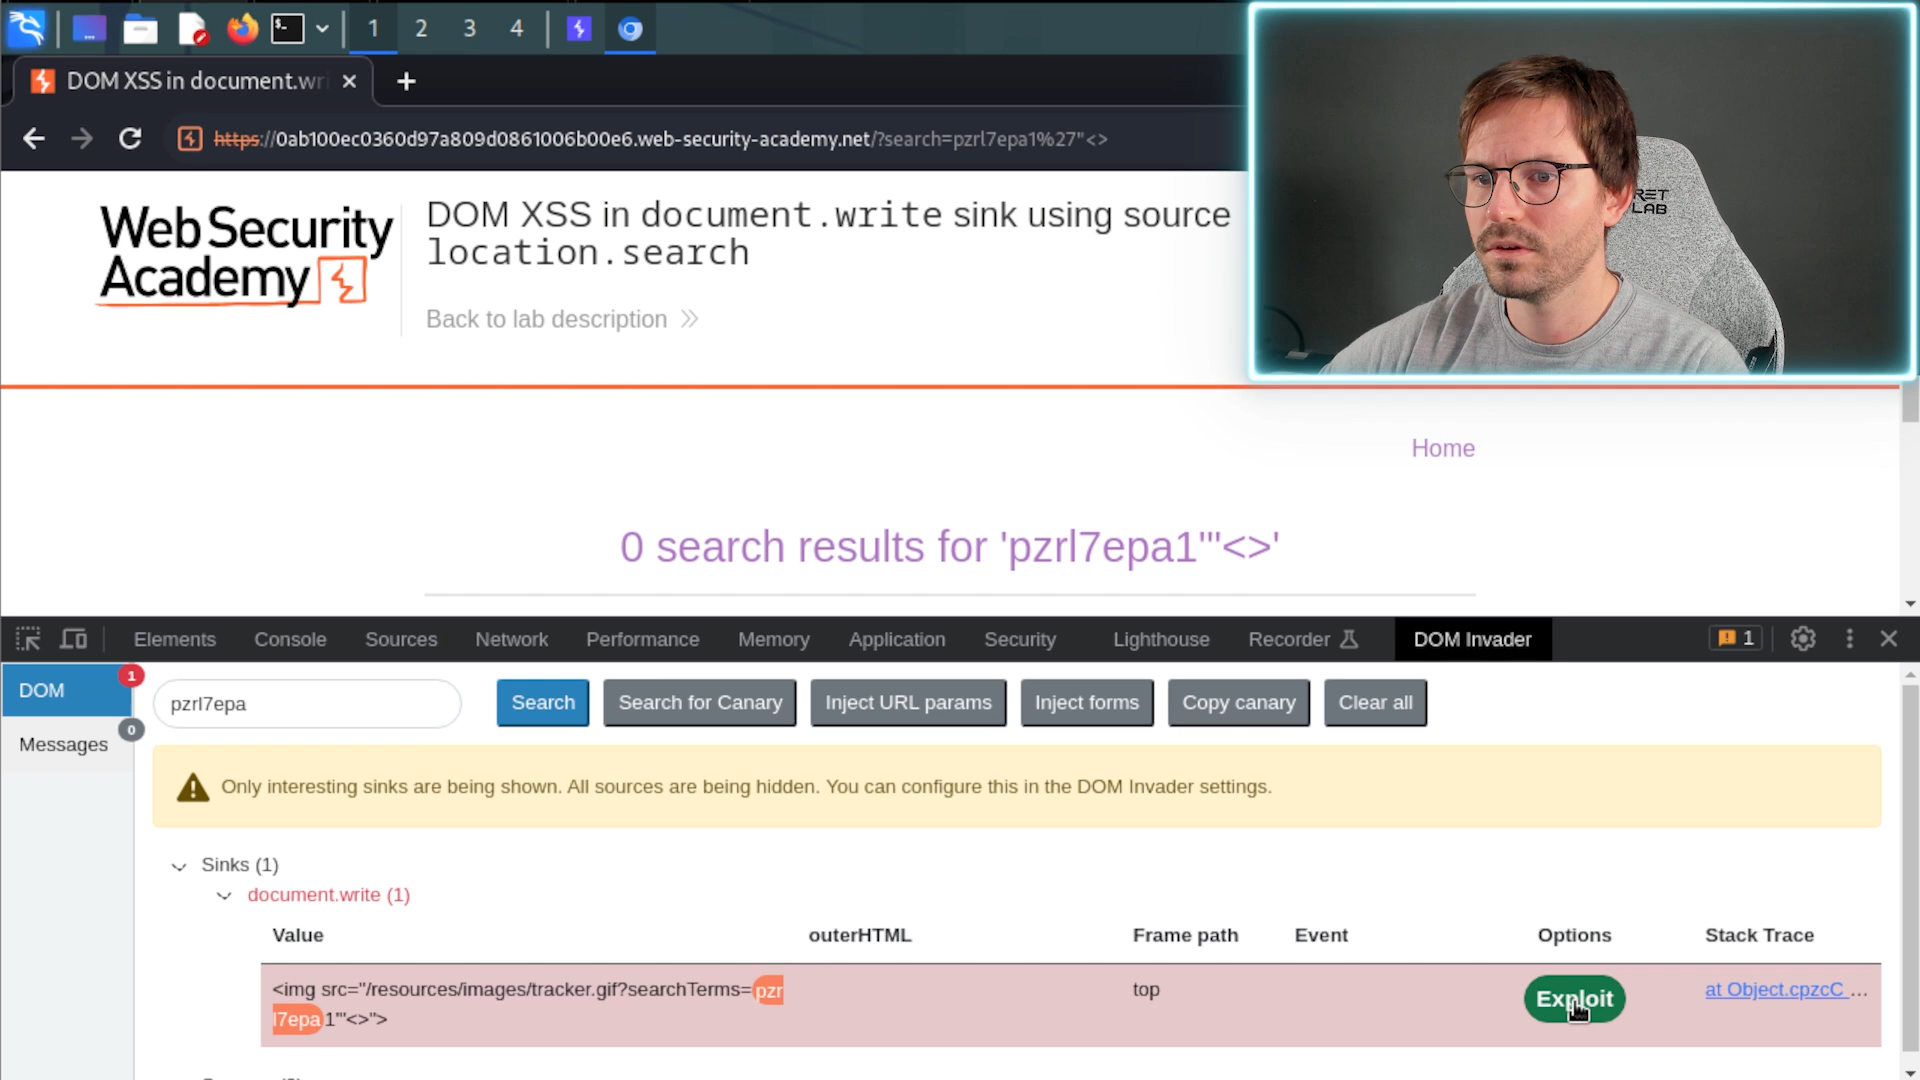 1
2
3
4
DOM XSS in document.wri
https://0ab100ec0360d97a809d0861006b00e6.web-security-academy.net/?search=pzrl7epa1%27"<>
RET
LAB
Web Security
Academy
DOM XSS in document.write sink using source
location.search
Back to lab description
Home
0 search results for 'pzrl7epa1'"<>'
Elements Console Sources Network Performance Memory Application Security Lighthouse Recorder DOM Invader 1
DOM 1
Messages 0
pzrl7epa Search Search for Canary Inject URL params Inject forms Copy canary Clear all
Only interesting sinks are being shown. All sources are being hidden. You can configure this in the DOM Invader settings.
Sinks (1)
document.write (1)
Value outerHTML Frame path Event Options Stack Trace
<img src="/resources/images/tracker.gif?searchTerms=pzr
l7epa1'"<>">
top
Exploit
at Object.cpzcC ...